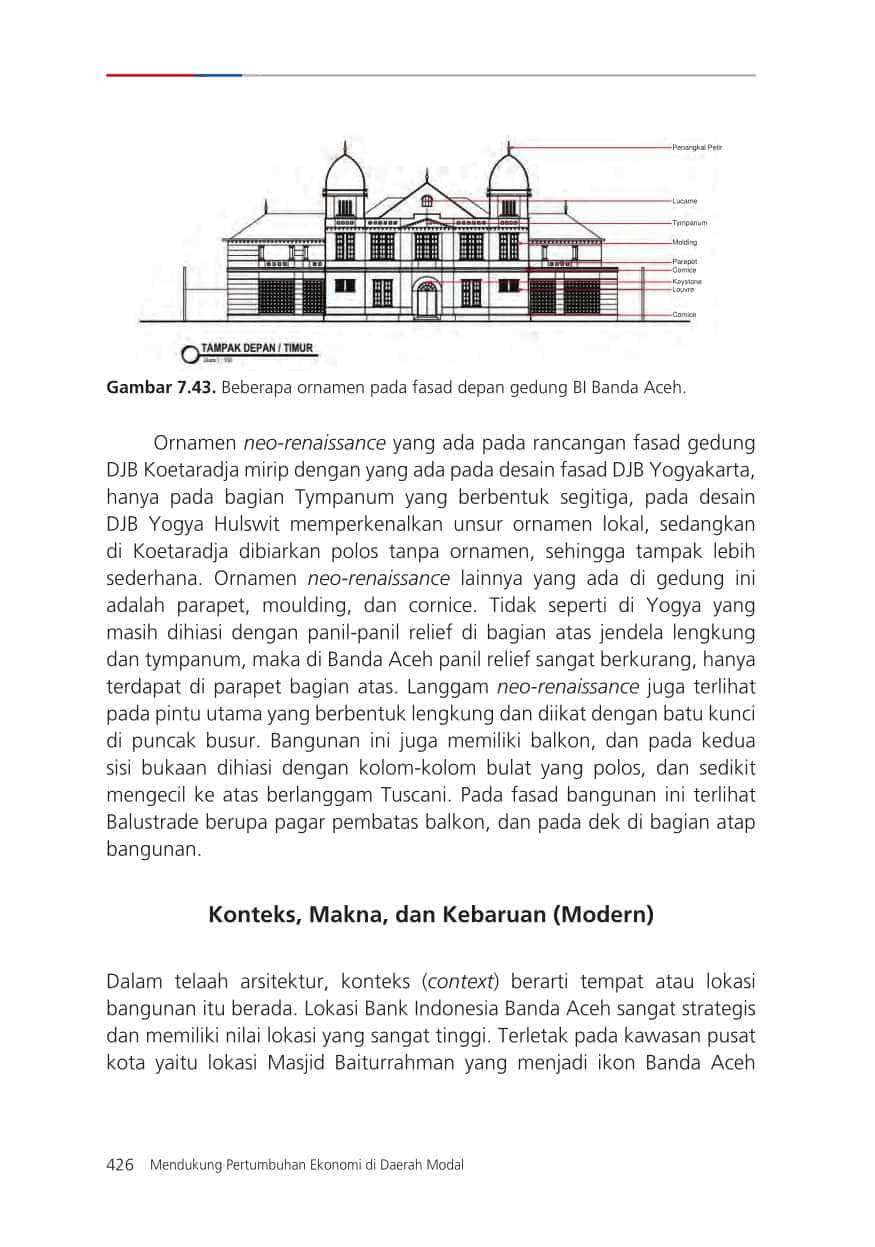 Penangkal Petir
Lucarne
Tympanum
Molding
Parepet
Cornice
Keystone
Louvre
Cornice
TAMPAK DEPAN / TIMUR
Gambar 7.43. Beberapa ornamen pada fasad depan gedung BI Banda Aceh.
Ornamen neo-renaissance yang ada pada rancangan fasad gedung
DJB Koetaradja mirip dengan yang ada pada desain fasad DJB Yogyakarta,
hanya pada bagian Tympanum yang berbentuk segitiga, pada desain
DJB Yogya Hulswit memperkenalkan unsur ornamen lokal, sedangkan
di Koetaradja dibiarkan polos tanpa ornamen, sehingga tampak lebih
sederhana. Ornamen neo-renaissance lainnya yang ada di gedung ini
adalah parapet, moulding, dan cornice. Tidak seperti di Yogya yang
masih dihiasi dengan panil-panil relief di bagian atas jendela lengkung
dan tympanum, maka di Banda Aceh panil relief sangat berkurang, hanya
terdapat di parapet bagian atas. Langgam neo-renaissance juga terlihat
pada pintu utama yang berbentuk lengkung dan diikat dengan batu kunci
di puncak busur. Bangunan ini juga memiliki balkon, dan pada kedua
sisi bukaan dihiasi dengan kolom-kolom bulat yang polos, dan sedikit
mengecil ke atas berlanggam Tuscani. Pada fasad bangunan ini terlihat
Balustrade berupa pagar pembatas balkon, dan pada dek di bagian atap
bangunan.
Konteks, Makna, dan Kebaruan (Modern)
Dalam telaah arsitektur, konteks (context) berarti tempat atau lokasi
bangunan itu berada. Lokasi Bank Indonesia Banda Aceh sangat strategis
dan memiliki nilai lokasi yang sangat tinggi. Terletak pada kawasan pusat
kota yaitu lokasi Masjid Baiturrahman yang menjadi ikon Banda Aceh
426 Mendukung Pertumbuhan Ekonomi di Daerah Modal